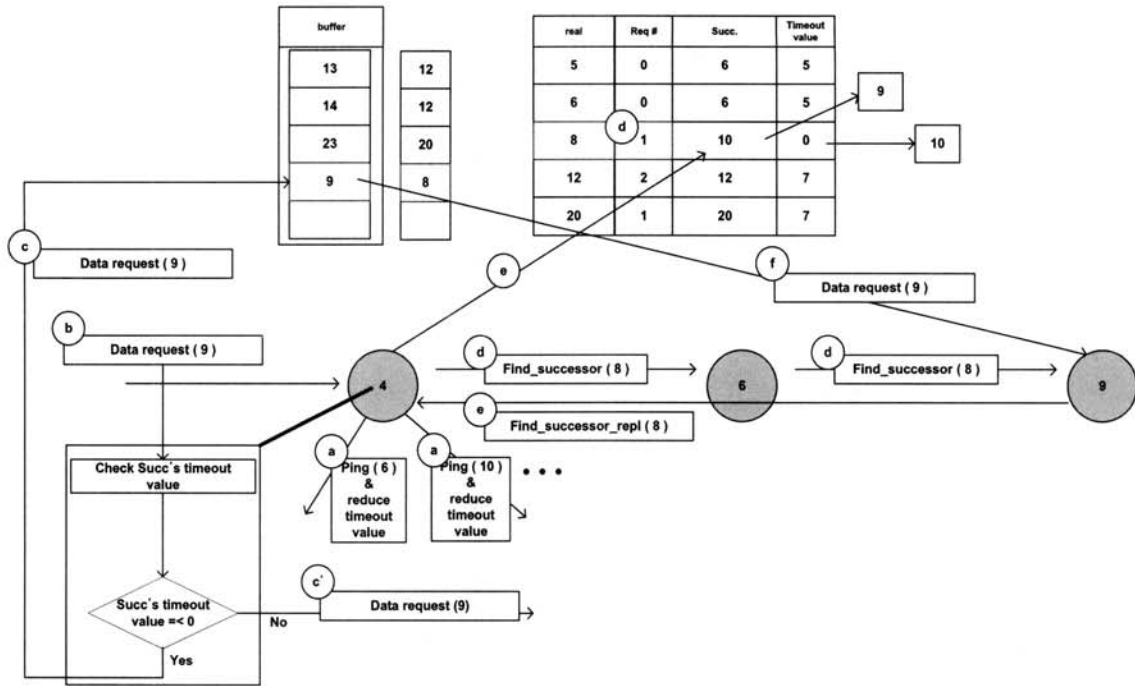 buffer
13
14
23
9
12
12
20
8
real Req # Succ. Timeout
value
5 0 6 5
6 0 6 5
d
8 1 10 0
12 2 12 7
20 1 20 7
9
10
c
Data request ( 9 )
e
f
Data request ( 9 )
b
Data request ( 9 )
4
d
Find_successor ( 8 )
6
d
Find_successor ( 8 )
9
e
Find_successor_repl ( 8 )
Check Succ´s timeout
value
a
Ping ( 6 )
&
reduce
timeout
value
a
Ping ( 10 )
&
reduce
timeout
value
• • •
Succ´s timeout
value =< 0
No
Yes
c´
Data request (9)